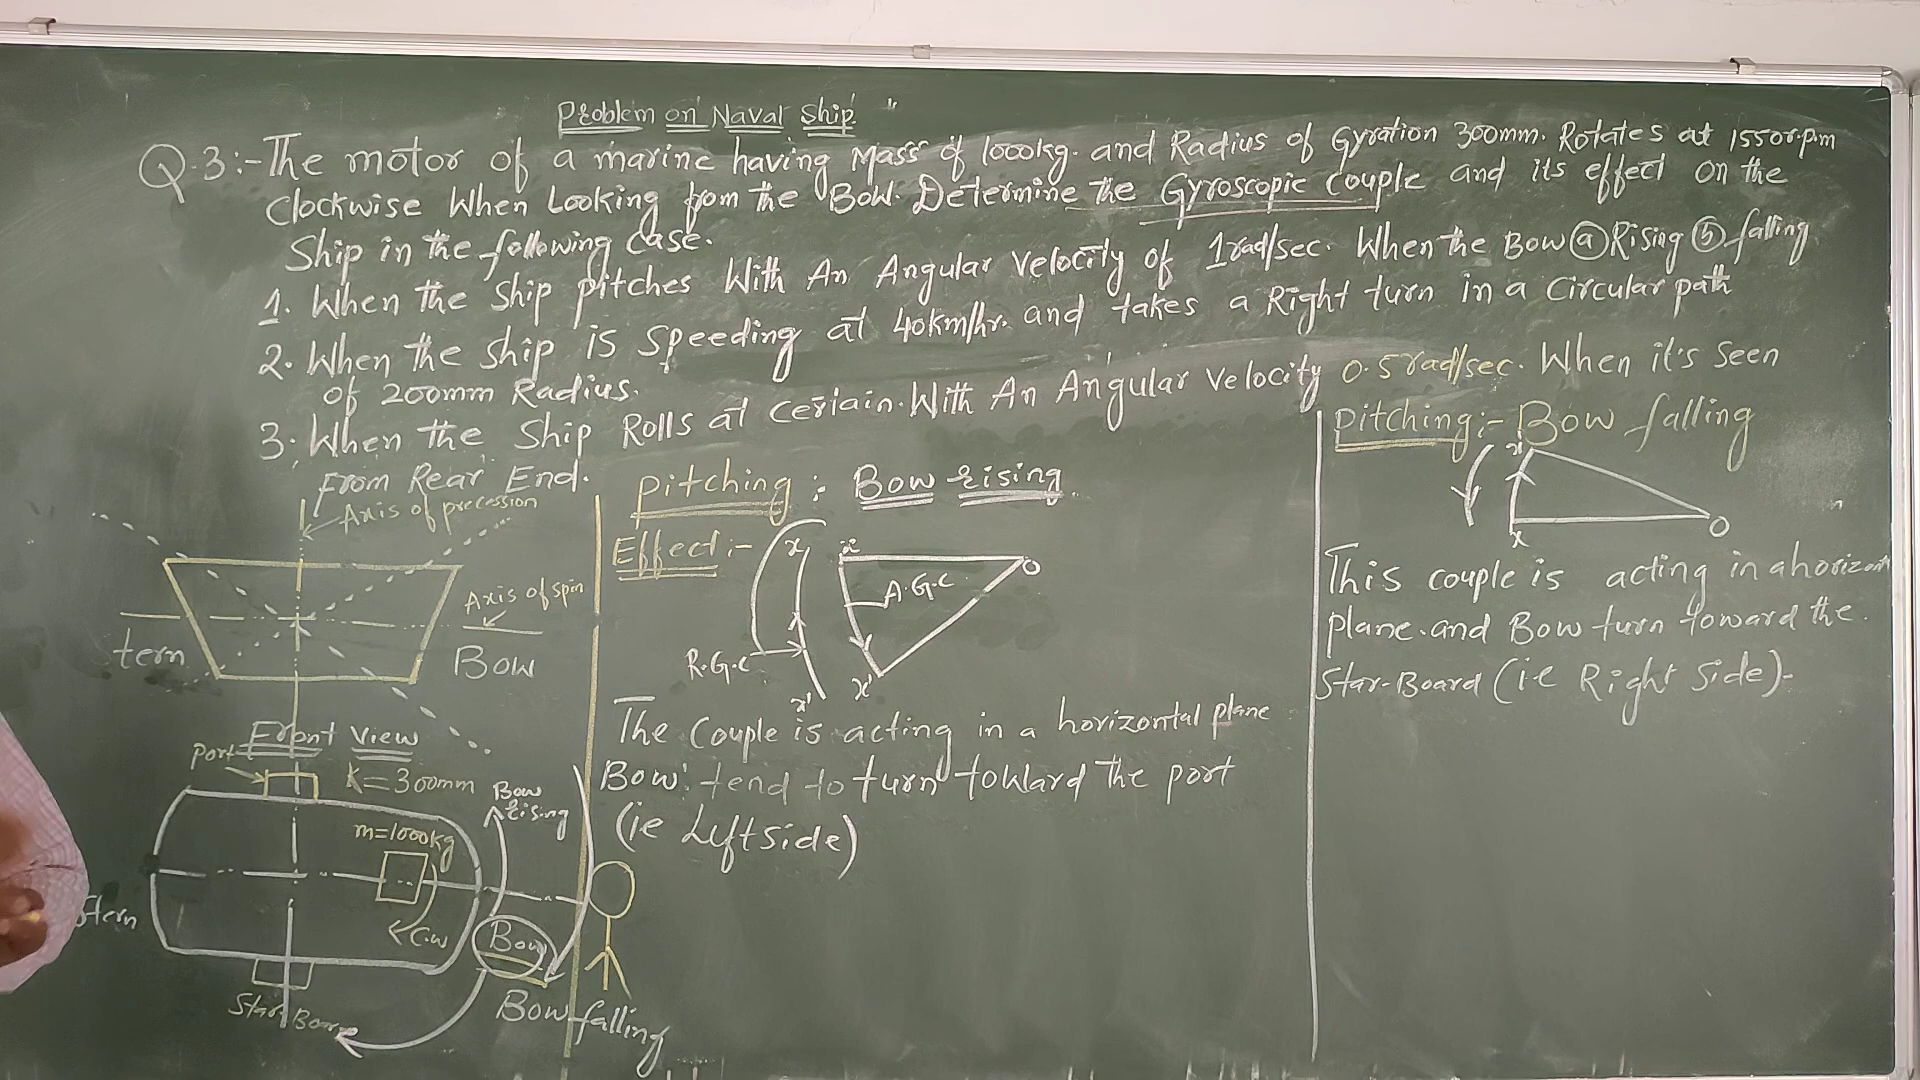 Problem on Naval Ship "
Q.3:- The motor of a marine having Mass of 1000kg. and Radius of Gyration 300mm. Rotates at 1550r.p.m
Clockwise When Looking from the Bow. Determine the Gyroscopic Couple and its effect on the
Ship in the following Case.
1. When the Ship pitches With An Angular Velocity of 1rad/sec. When the Bow (a) Rising (b) falling
2. When the Ship is Speeding at 40km/hr. and takes a Right turn in a Circular path
of 200mm Radius.
3. When the Ship Rolls at Certain. With An Angular Velocity 0.5 rad/sec. When it's Seen
From Rear End.
Axis of precession
Axis of spin
tern
Bow
Front View
Port
K=300mm
Bow rising
m=1000kg
C.W
Stern
Bow
Star Board
Bow falling
Pitching : Bow rising
Effect :-
x
x
O
A.G.C
R.G.C
x'
x'
The Couple is acting in a horizontal plane
Bow: tend to turn toward the port
(ie Left side)
Pitching :- Bow falling
x'
O
x
This couple is acting in a horizont
plane. and Bow turn toward the.
Star-Board (ie Right Side)-